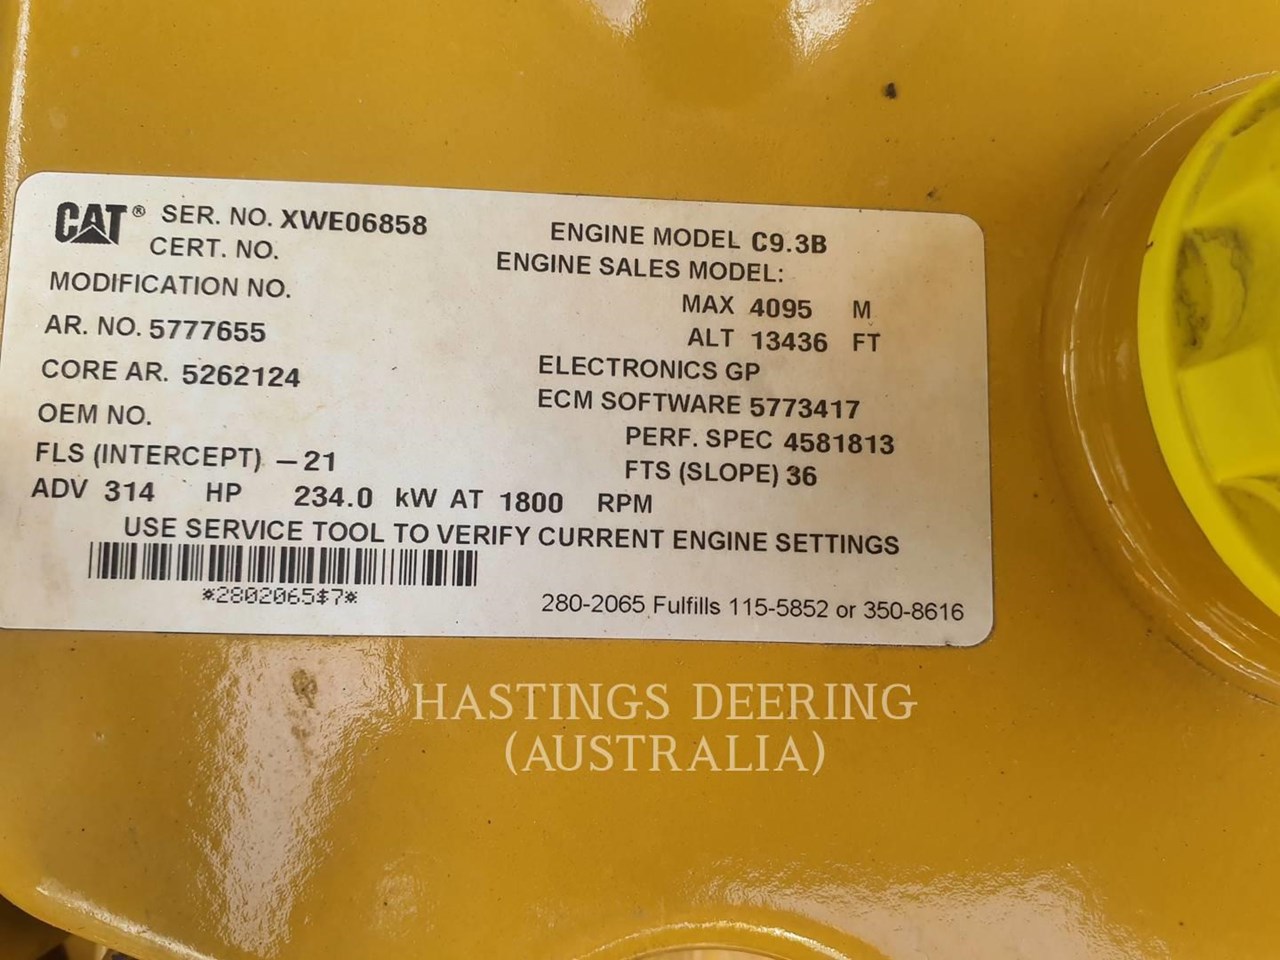 CAT® SER. NO. XWE06858 ENGINE MODEL C9.3B
CERT. NO. ENGINE SALES MODEL:
MODIFICATION NO. MAX 4095 M
AR. NO. 5777655 ALT 13436 FT
CORE AR. 5262124 ELECTRONICS GP
OEM NO. ECM SOFTWARE 5773417
FLS (INTERCEPT) −21 PERF. SPEC 4581813
FTS (SLOPE) 36
ADV 314 HP 234.0 kW AT 1800 RPM
USE SERVICE TOOL TO VERIFY CURRENT ENGINE SETTINGS
*2802065$7*
280-2065 Fulfills 115-5852 or 350-8616
HASTINGS DEERING
(AUSTRALIA)